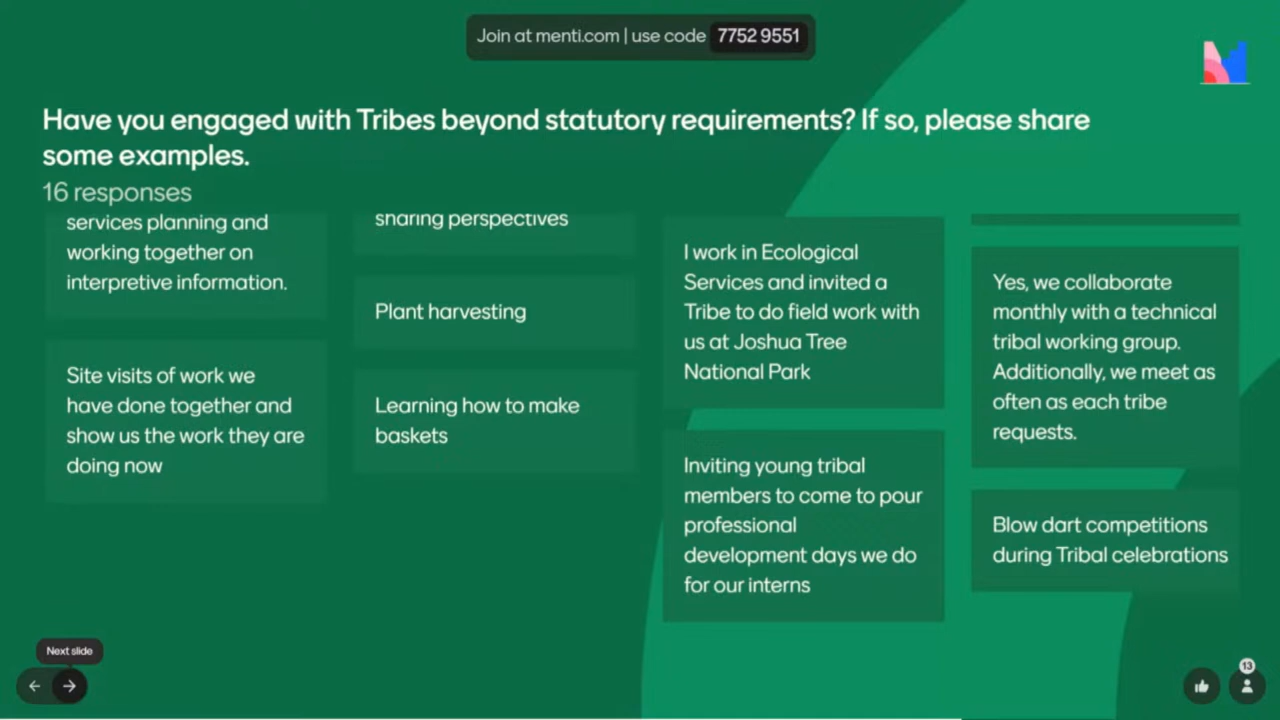 Join at menti.com | use code 7752 9551
Have you engaged with Tribes beyond statutory requirements? If so, please share
some examples.
16 responses
services planning and
working together on
interpretive information.
Site visits of work we
have done together and
show us the work they are
doing now
sharing perspectives
Plant harvesting
Learning how to make
baskets
I work in Ecological
Services and invited a
Tribe to do field work with
us at Joshua Tree
National Park
Inviting young tribal
members to come to pour
professional
development days we do
for our interns
Yes, we collaborate
monthly with a technical
tribal working group.
Additionally, we meet as
often as each tribe
requests.
Blow dart competitions
during Tribal celebrations
Next slide
13